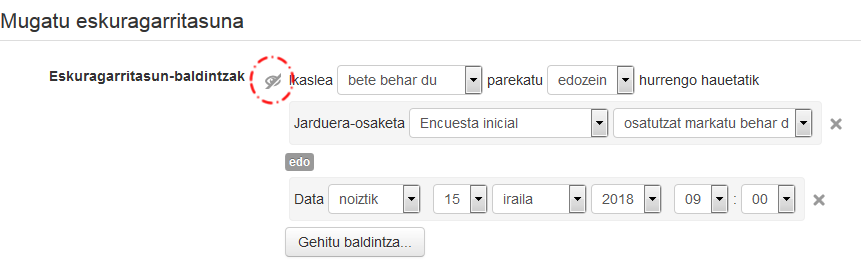 Mugatu eskuragarritasuna
Eskuragarritasun-baldintzak Ikaslea bete behar du parekatu edozein hurrengo hauetatik
Jarduera-osaketa Encuesta inicial osatutzat markatu behar d
edo
Data noiztik 15 iraila 2018 09 : 00
Gehitu baldintza...